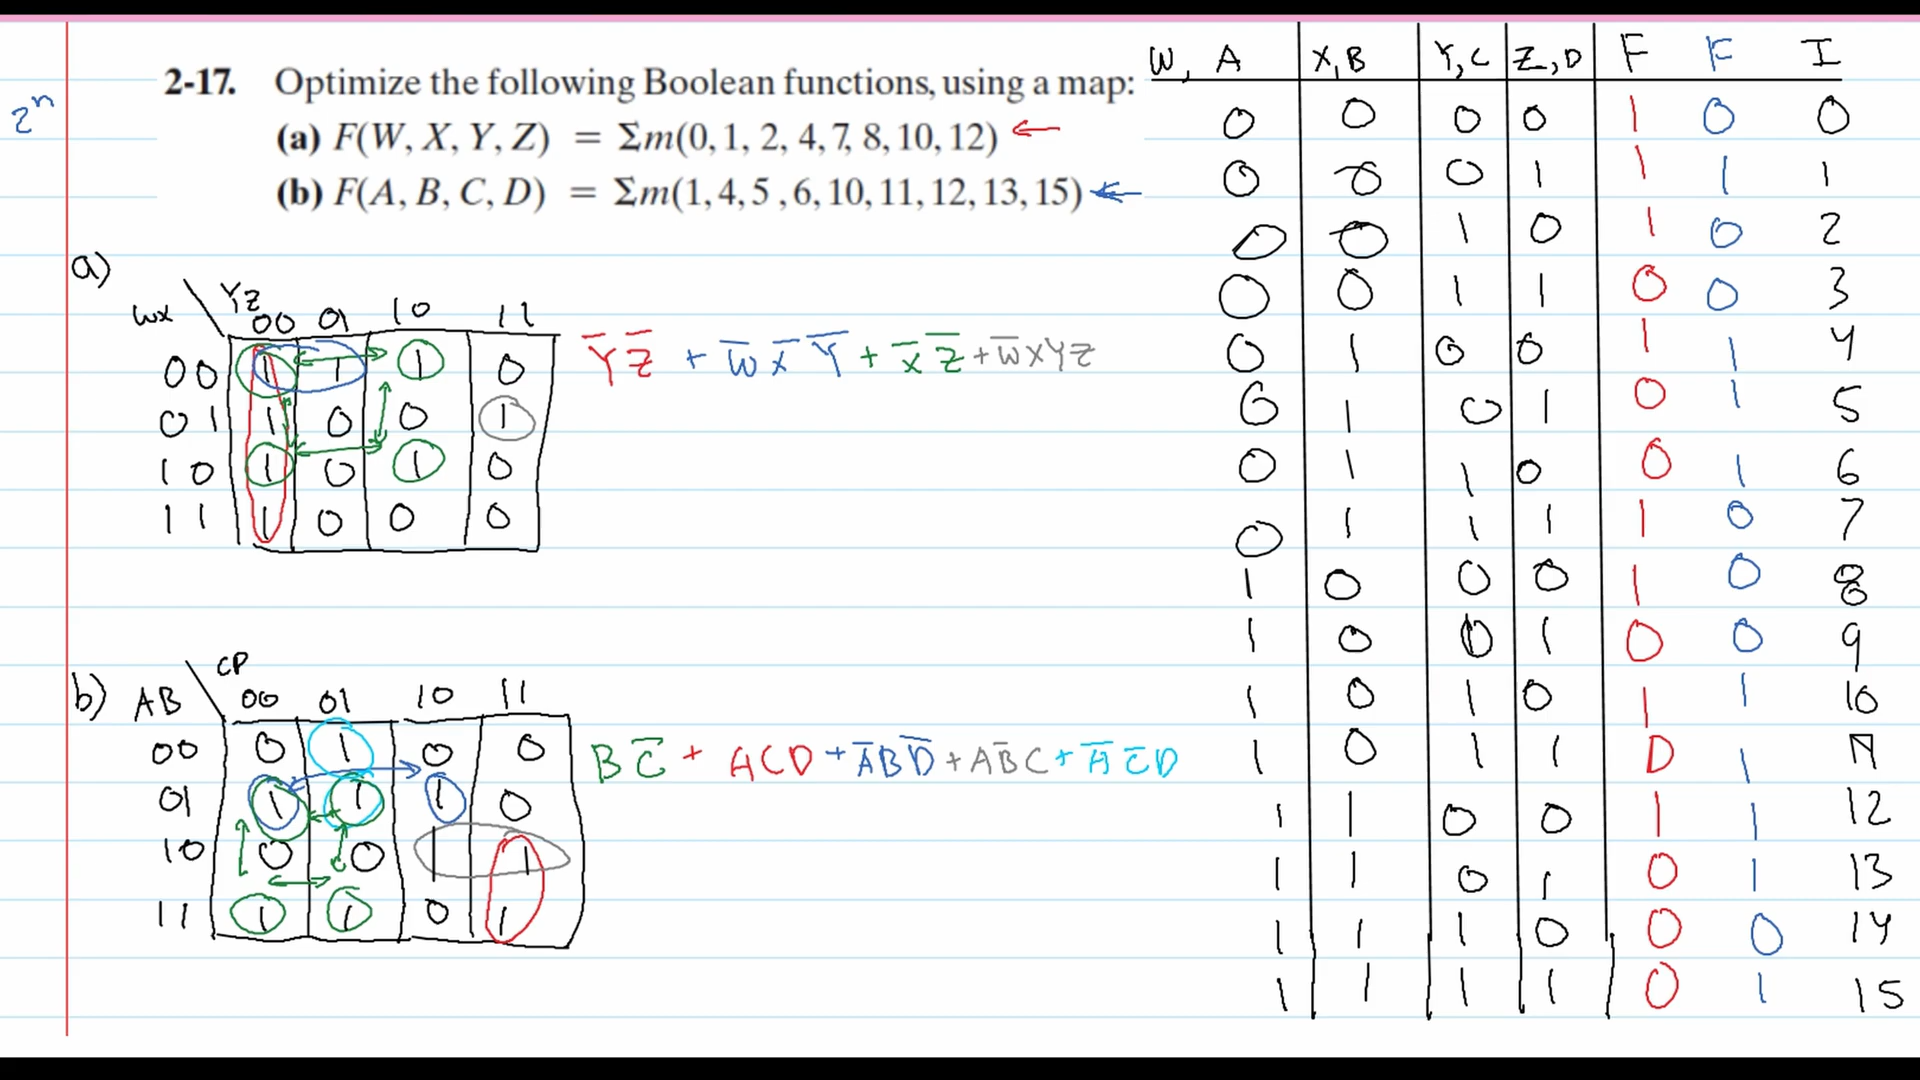 2-17. Optimize the following Boolean functions, using a map:
(a) F(W, X, Y, Z) = Σm(0, 1, 2, 4, 7, 8, 10, 12) ←
(b) F(A, B, C, D) = Σm(1, 4, 5 , 6, 10, 11, 12, 13, 15) ←
2ⁿ
a)
WX \ YZ
00 01 10 11
00 1 1 1 0
01 1 0 0 1
10 1 0 1 0
11 1 0 0 0
Y̅ Z̅ + W̅ X̅ Y̅ + X̅ Z̅ + W̅XYZ
b) AB \ CD
00 01 10 11
00 0 1 0 0
01 1 1 1 0
10 0 0 1 1
11 1 1 0 1
B C̅ + ACD + A̅BD̅ + AB̅C + A̅ C̅ D
W, A X, B Y, C Z, D F F I
0 0 0 0 1 0 0
0 0 0 1 1 1 1
0 0 1 0 1 0 2
0 0 1 1 0 0 3
0 1 0 0 1 1 4
0 1 0 1 0 1 5
0 1 1 0 0 1 6
0 1 1 1 1 0 7
1 0 0 0 1 0 8
1 0 0 1 0 0 9
1 0 1 0 1 1 10
1 0 1 1 0 1 11
1 1 0 0 1 1 12
1 1 0 1 0 1 13
1 1 1 0 0 0 14
1 1 1 1 0 1 15